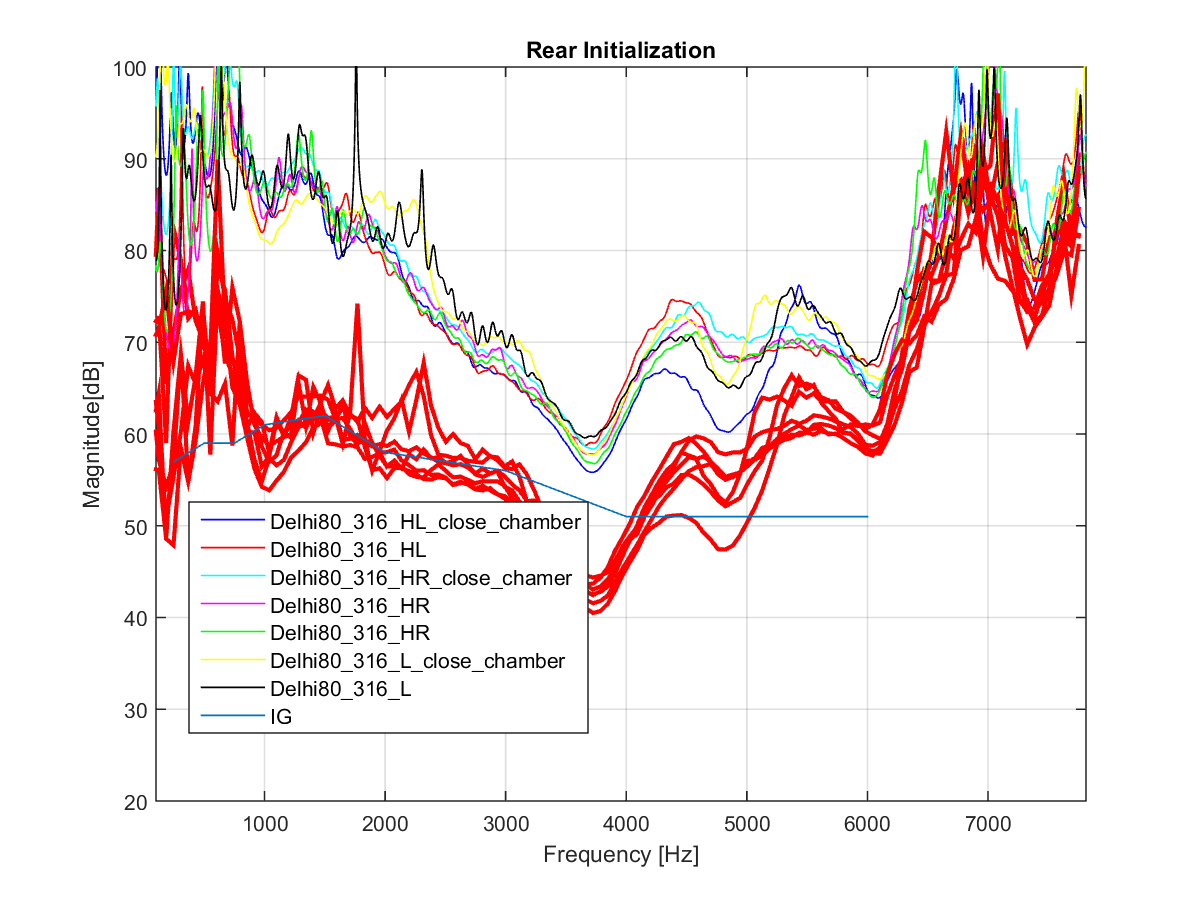 Rear Initialization
Magnitude[dB]
100
90
80
70
60
50
40
30
20
Delhi80_316_HL_close_chamber
Delhi80_316_HL
Delhi80_316_HR_close_chamer
Delhi80_316_HR
Delhi80_316_HR
Delhi80_316_L_close_chamber
Delhi80_316_L
IG
1000 2000 3000 4000 5000 6000 7000
Frequency [Hz]